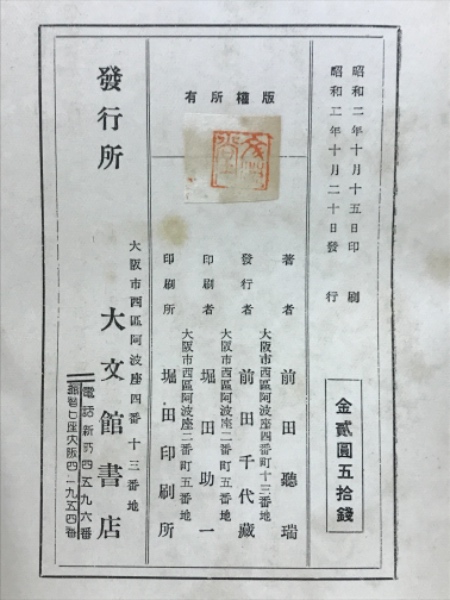 昭和二年十月十五日印刷
昭和二年十月二十日發行
金貳圓五拾錢
版權所有
著者 前田聽瑞
大阪市西區阿波座四番町十三番地
發行者 前田千代藏
大阪市西區阿波座二番町五番地
印刷者 堀田助一
大阪市西區阿波座二番町五番地
印刷所 堀田印刷所
發行所
大阪市西區阿波座四番十三番地
大文館書店
電話新町四五九六番
振替口座大阪四二九五四番